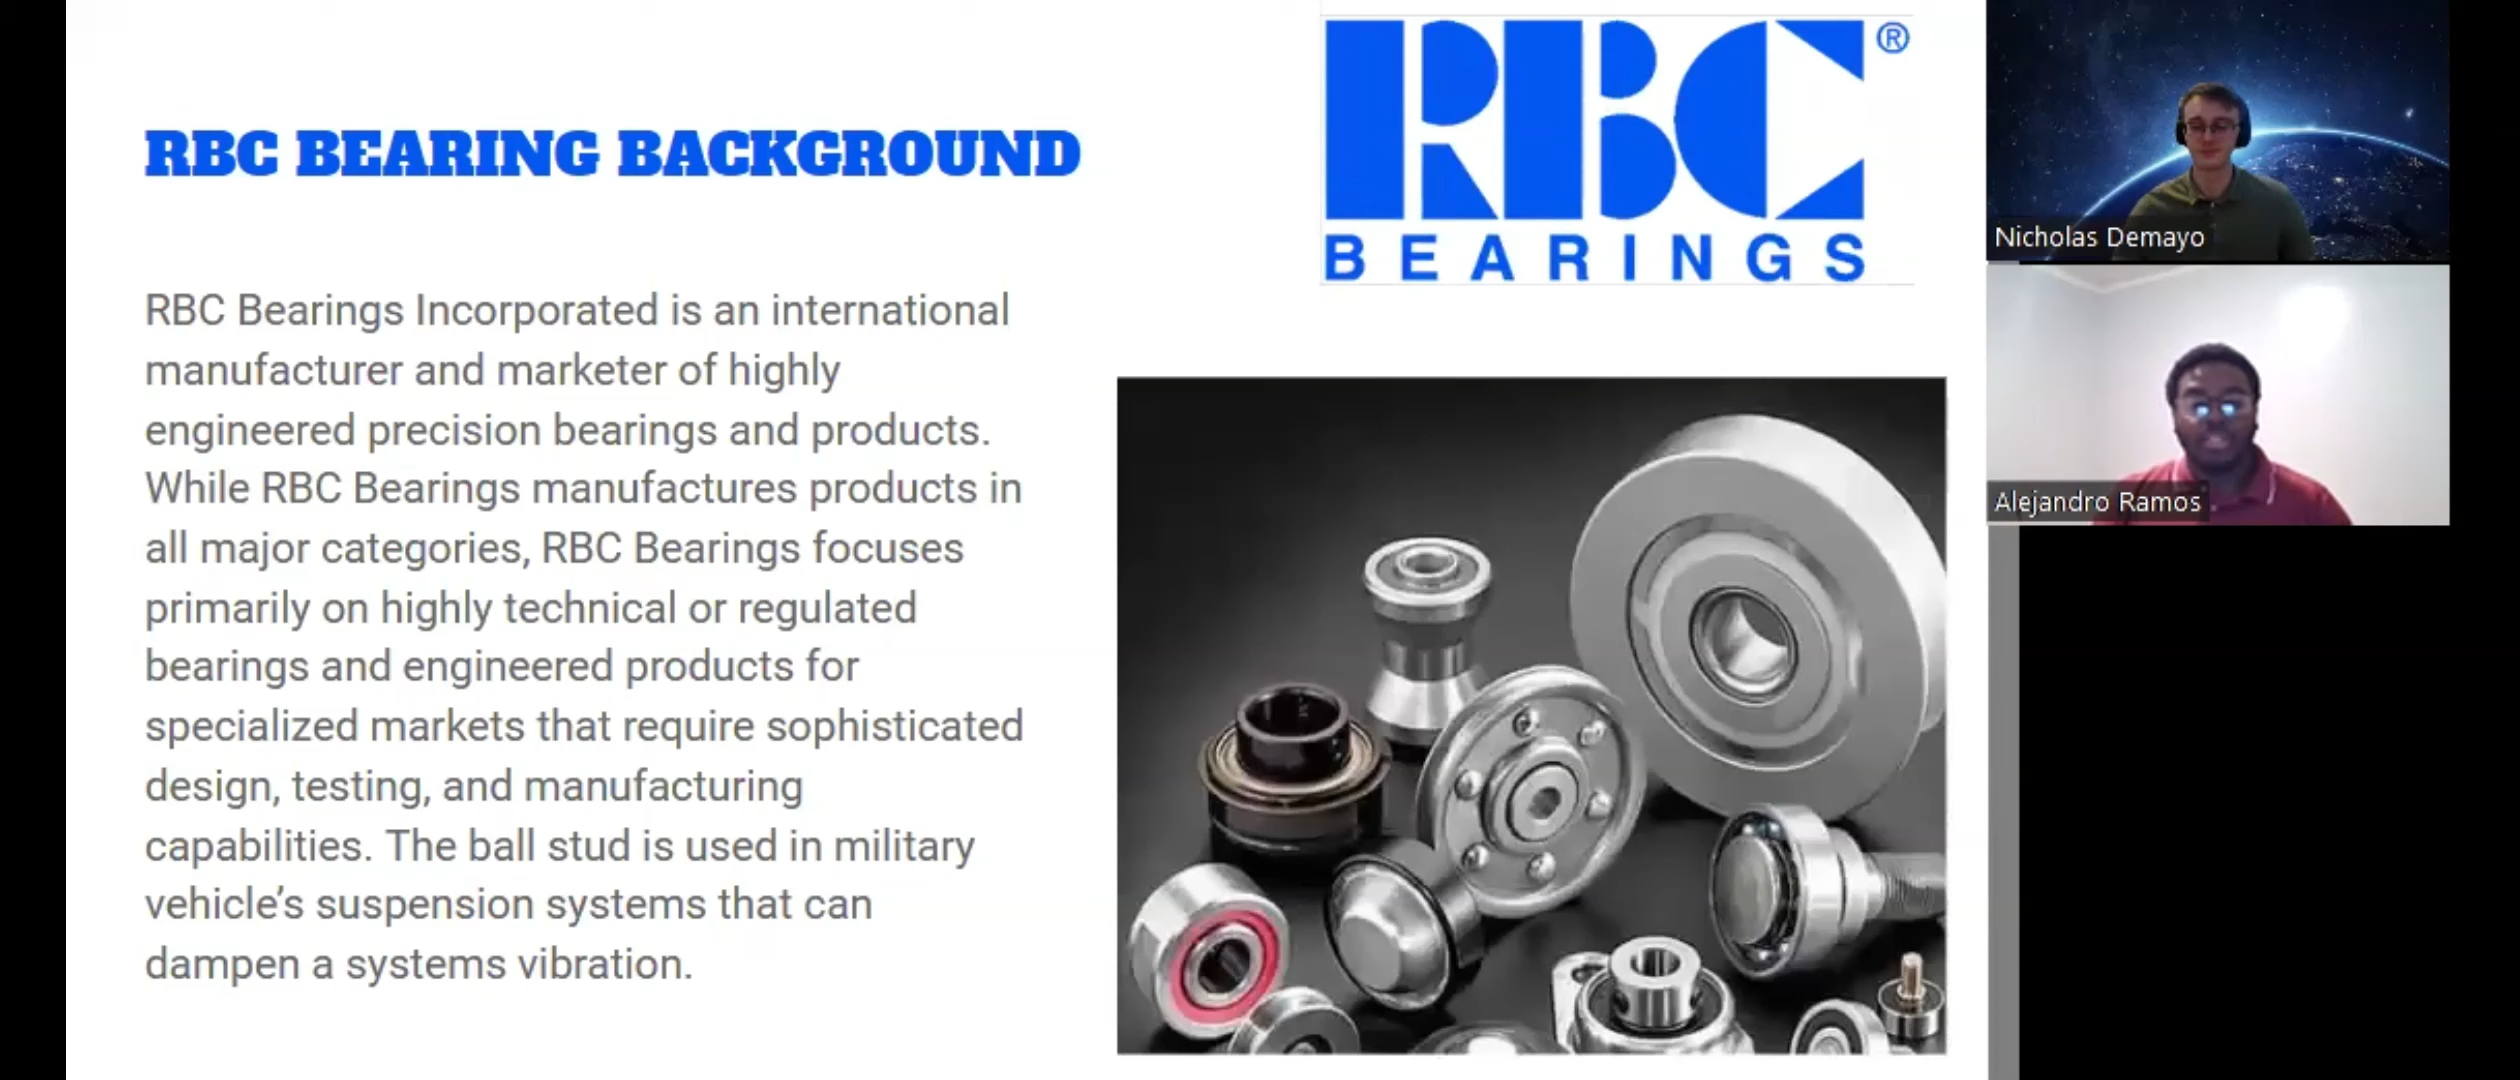 RBC®
BEARINGS
RBC BEARING BACKGROUND
RBC Bearings Incorporated is an international
manufacturer and marketer of highly
engineered precision bearings and products.
While RBC Bearings manufactures products in
all major categories, RBC Bearings focuses
primarily on highly technical or regulated
bearings and engineered products for
specialized markets that require sophisticated
design, testing, and manufacturing
capabilities. The ball stud is used in military
vehicle’s suspension systems that can
dampen a systems vibration.
Nicholas Demayo
Alejandro Ramos